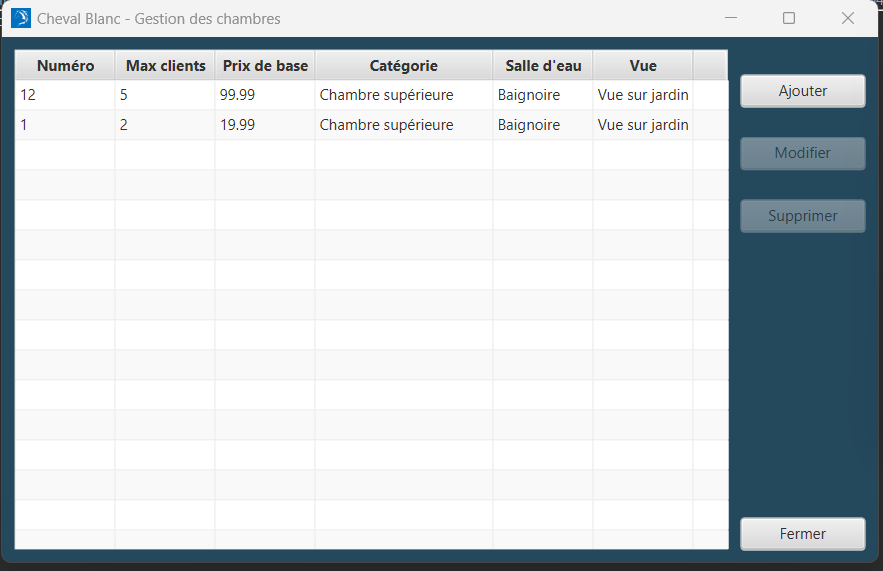 Cheval Blanc - Gestion des chambres
Numéro Max clients Prix de base Catégorie Salle d'eau Vue
12 5 99.99 Chambre supérieure Baignoire Vue sur jardin
1 2 19.99 Chambre supérieure Baignoire Vue sur jardin
Ajouter
Modifier
Supprimer
Fermer